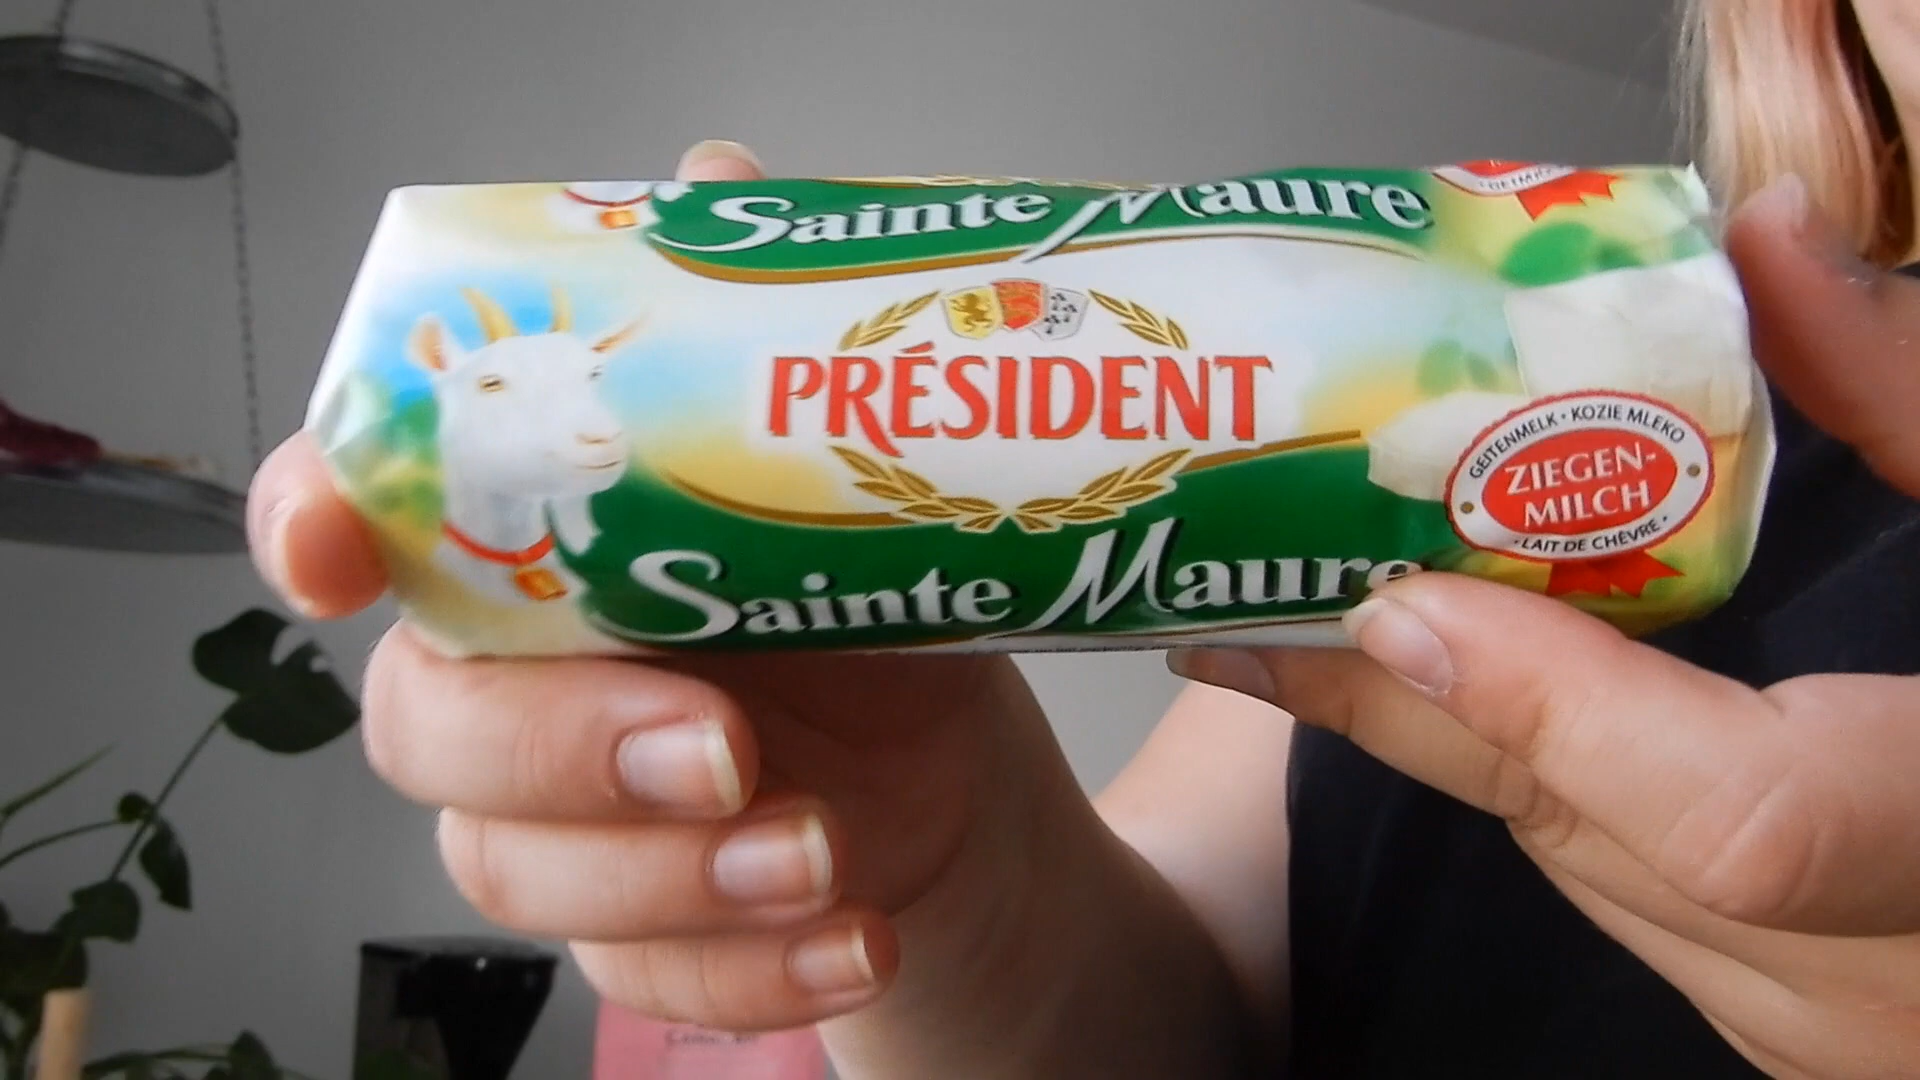 Sainte Maure
PRÉSIDENT
GEITENMELK • KOZIE MLEKO
ZIEGEN-
MILCH
• LAIT DE CHÈVRE •
Sainte Maure